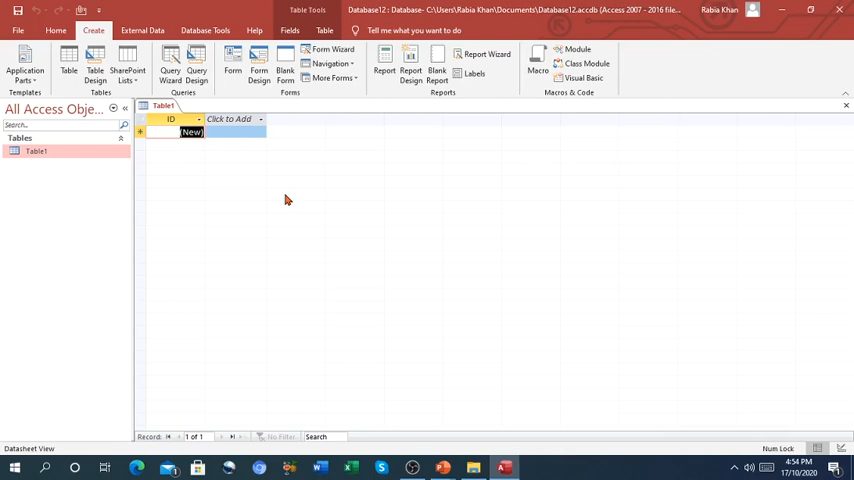 Table Tools
Database12 : Database- C:\Users\Rabia Khan\Documents\Database12.accdb (Access 2007 - 2016 file...
Rabia Khan
File Home Create External Data Database Tools Help Fields Table Tell me what you want to do
Application Parts
Table
Table Design
SharePoint Lists
Query Wizard
Query Design
Form
Form Design
Blank Form
Form Wizard
Navigation
More Forms
Report
Report Design
Blank Report
Report Wizard
Labels
Macro
Module
Class Module
Visual Basic
Templates Tables Queries Forms Reports Macros & Code
All Access Obje...
Search...
Tables
Table1
Table1
ID Click to Add
(New)
Record: 1 of 1 No Filter Search
Datasheet View
Num Lock
4:54 PM
17/10/2020